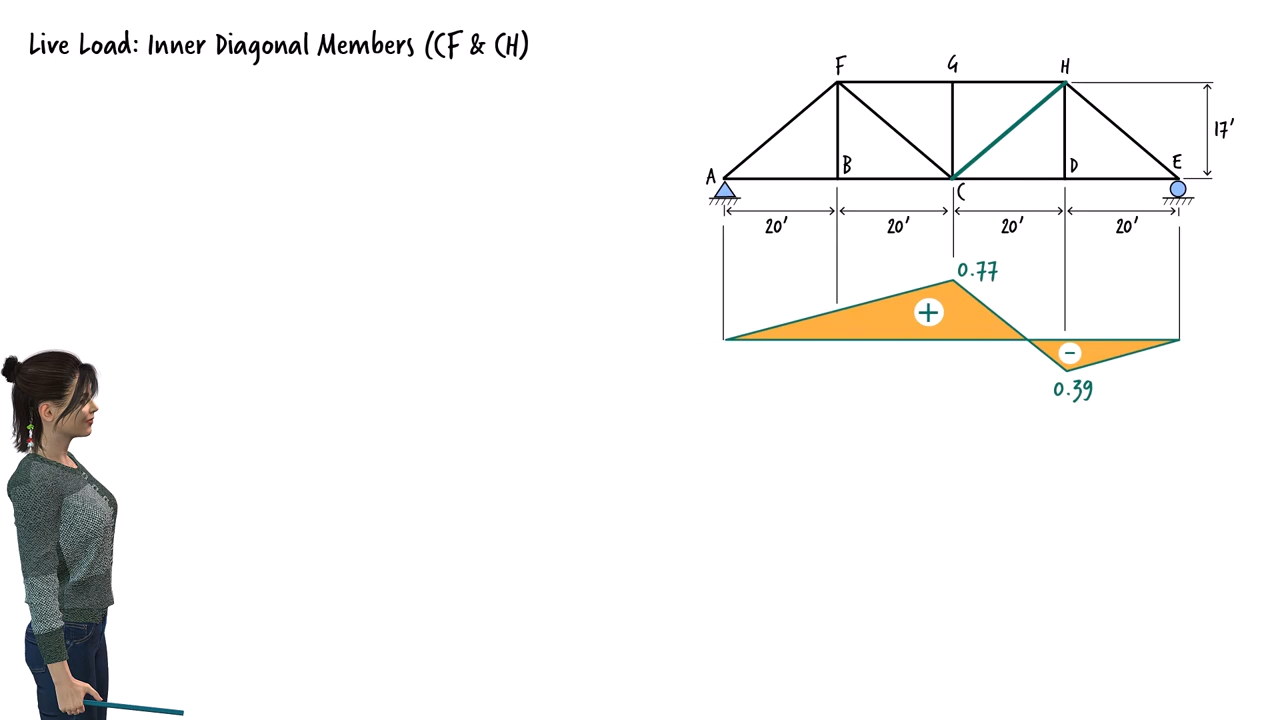 Live Load: Inner Diagonal Members (CF & CH)
F G H
17'
A B C D E
20' 20' 20' 20'
0.77
+
-
0.39